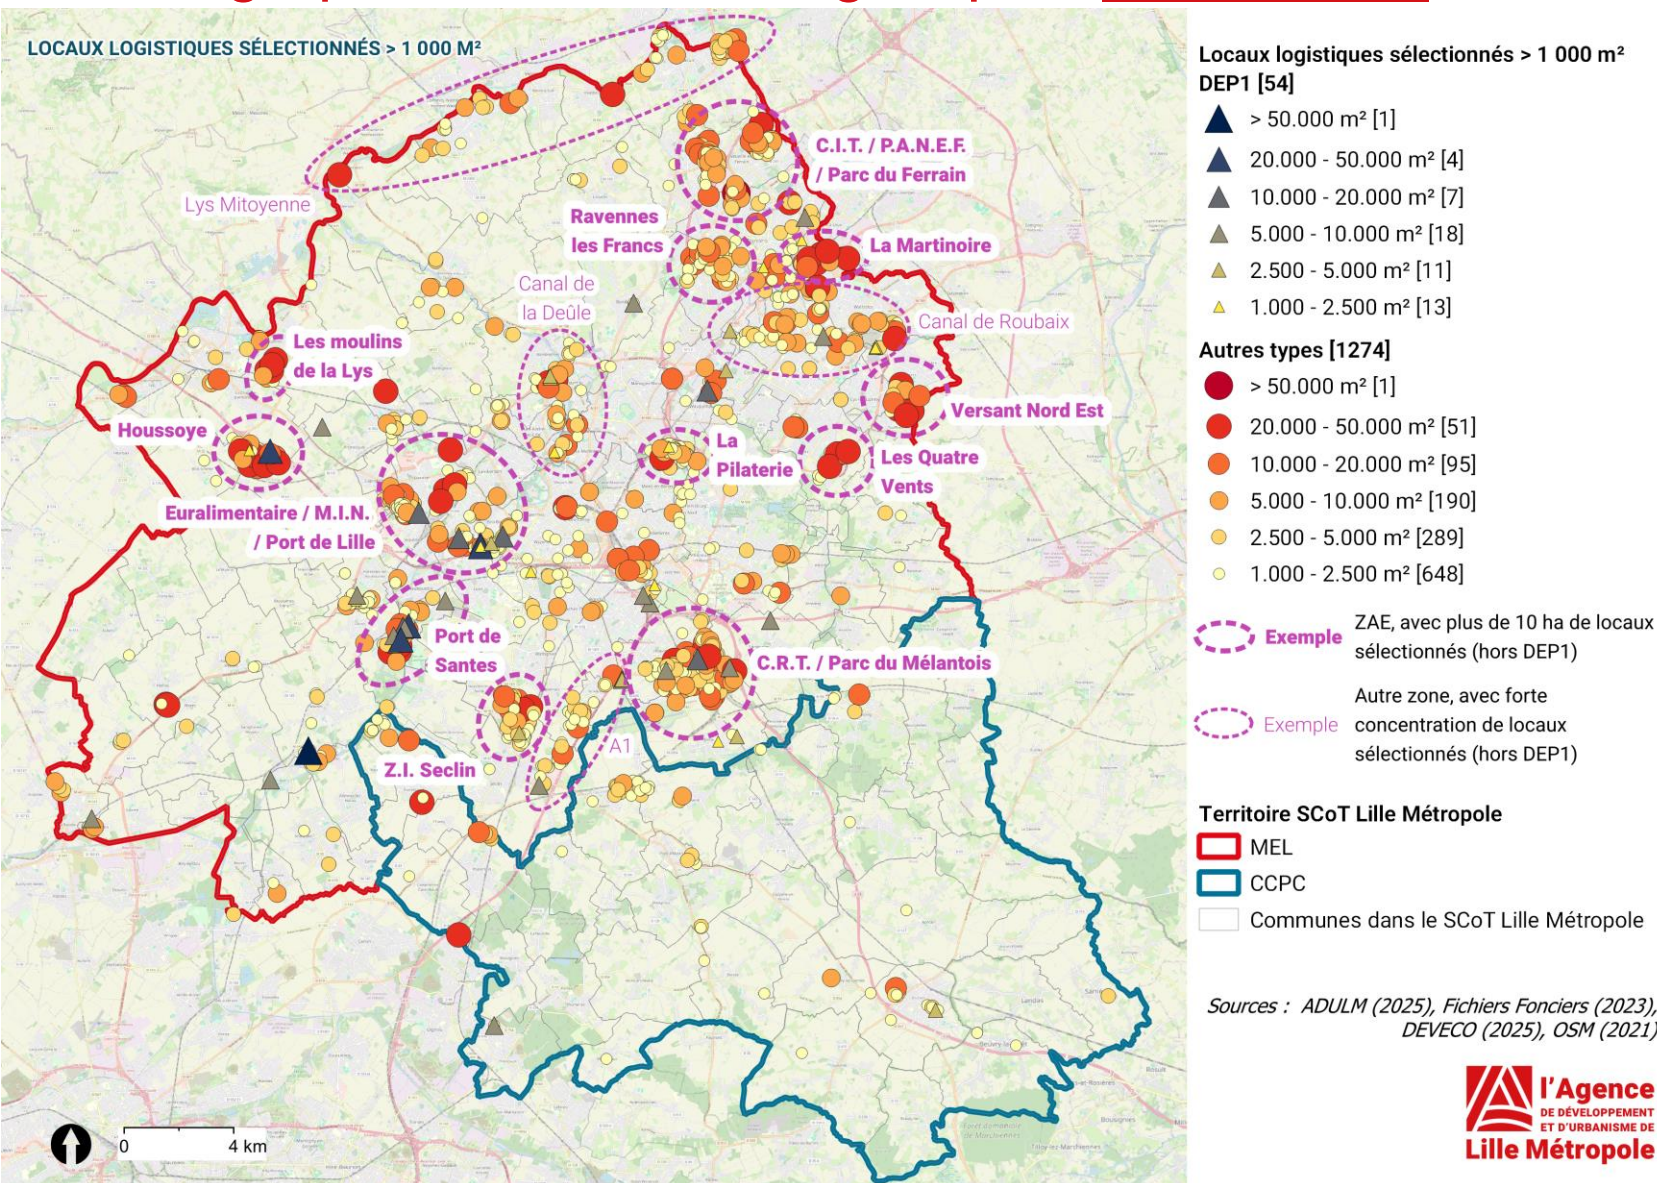 LOCAUX LOGISTIQUES SÉLECTIONNÉS > 1 000 M²
Lys Mitoyenne
C.I.T. / P.A.N.E.F.
/ Parc du Ferrain
Ravennes
les Francs
La Martinoire
Canal de
la Deûle
Canal de Roubaix
Les moulins
de la Lys
Versant Nord Est
Houssoye
La
Pilaterie
Les Quatre
Vents
Euralimentaire / M.I.N.
/ Port de Lille
Port de
Santes
C.R.T. / Parc du Mélantois
A1
Z.I. Seclin
0
4 km
Locaux logistiques sélectionnés > 1 000 m²
DEP1 [54]
> 50.000 m² [1]
20.000 - 50.000 m² [4]
10.000 - 20.000 m² [7]
5.000 - 10.000 m² [18]
2.500 - 5.000 m² [11]
1.000 - 2.500 m² [13]
Autres types [1274]
> 50.000 m² [1]
20.000 - 50.000 m² [51]
10.000 - 20.000 m² [95]
5.000 - 10.000 m² [190]
2.500 - 5.000 m² [289]
1.000 - 2.500 m² [648]
Exemple
ZAE, avec plus de 10 ha de locaux
sélectionnés (hors DEP1)
Exemple
Autre zone, avec forte
concentration de locaux
sélectionnés (hors DEP1)
Territoire SCoT Lille Métropole
MEL
CCPC
Communes dans le SCoT Lille Métropole
Sources : ADULM (2025), Fichiers Fonciers (2023),
DEVECO (2025), OSM (2021)
l'Agence
DE DÉVELOPPEMENT
ET D'URBANISME DE
Lille Métropole